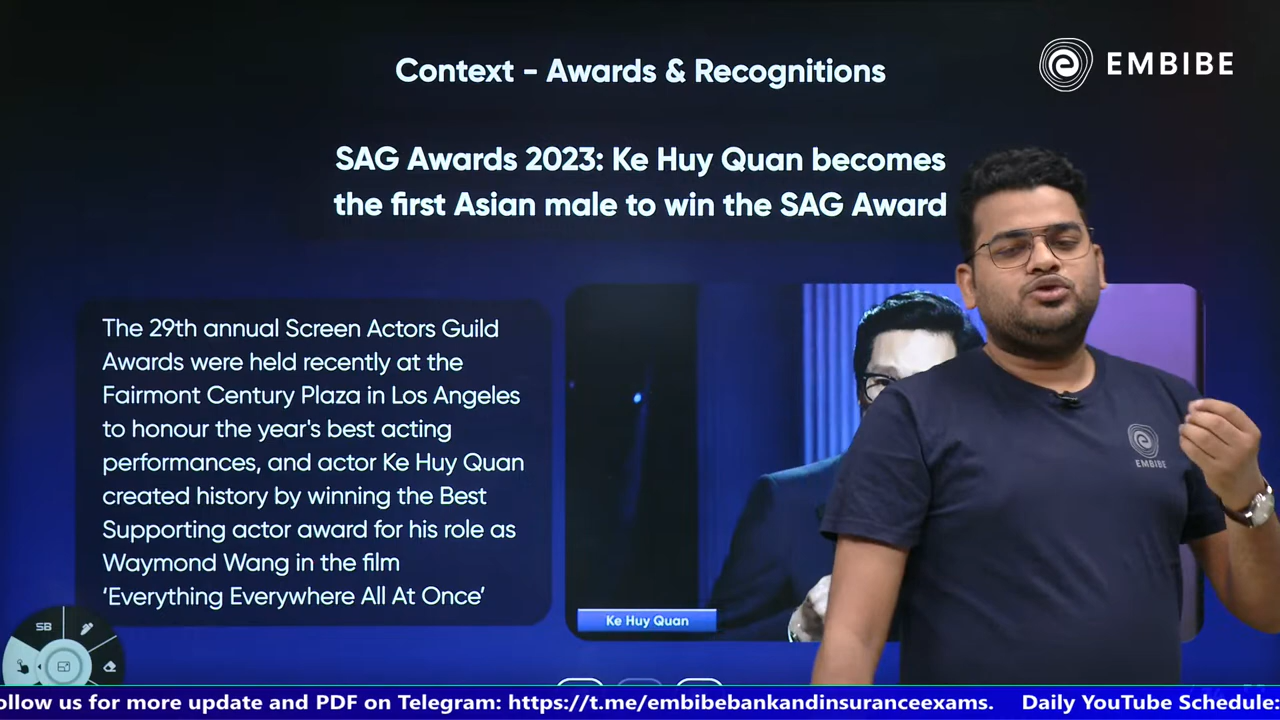 Context - Awards & Recognitions
EMBIBE
SAG Awards 2023: Ke Huy Quan becomes
the first Asian male to win the SAG Award
The 29th annual Screen Actors Guild
Awards were held recently at the
Fairmont Century Plaza in Los Angeles
to honour the year's best acting
performances, and actor Ke Huy Quan
created history by winning the Best
Supporting actor award for his role as
Waymond Wang in the film
‘Everything Everywhere All At Once’
EMBIBE
Ke Huy Quan
SB
ollow us for more update and PDF on Telegram: https://t.me/embibebankandinsuranceexams. Daily YouTube Schedule: